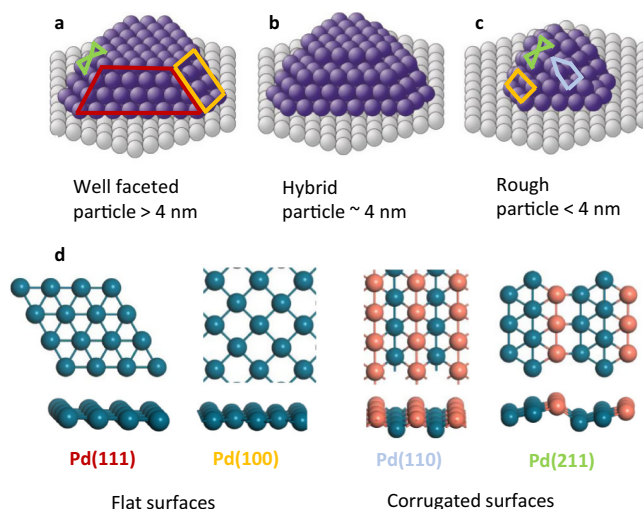 a
b
c
Well faceted
particle > 4 nm
Hybrid
particle ~ 4 nm
Rough
particle < 4 nm
d
Pd(111)
Pd(100)
Pd(110)
Pd(211)
Flat surfaces
Corrugated surfaces